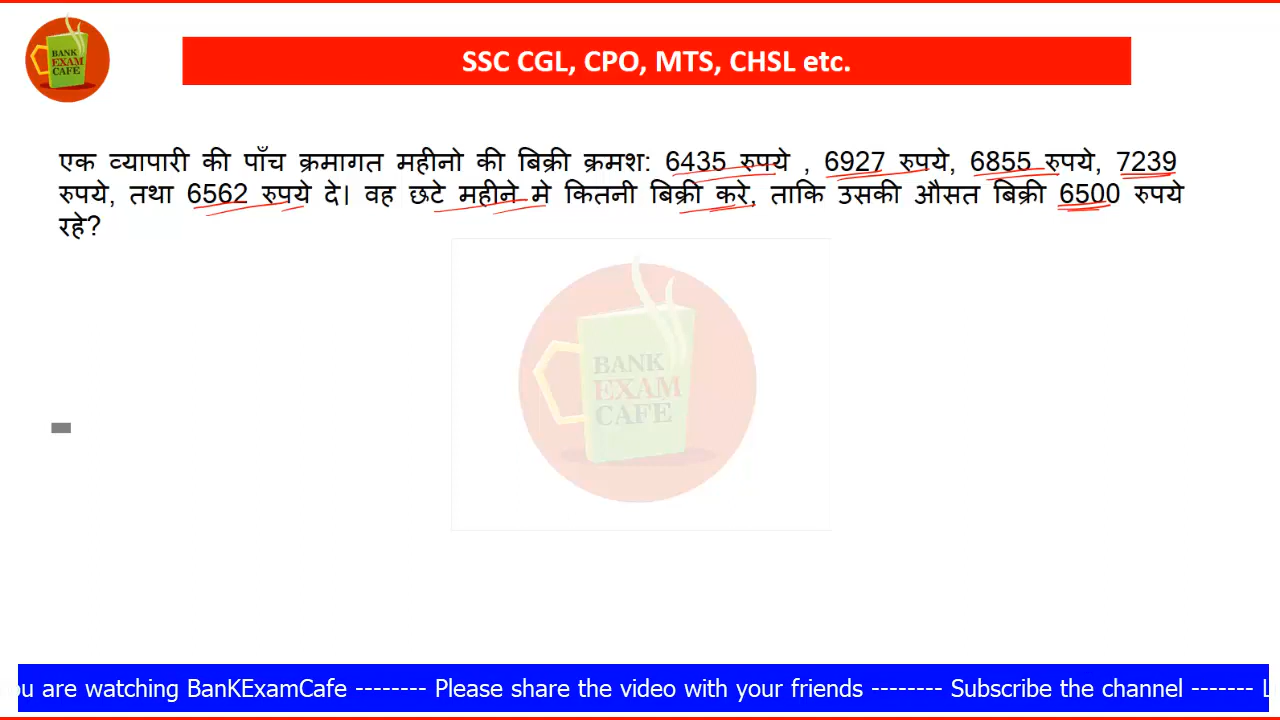 BANK
EXAM
CAFE
SSC CGL, CPO, MTS, CHSL etc.
एक व्यापारी की पाँच क्रमागत महीनो की बिक्री क्रमश: 6435 रुपये , 6927 रुपये, 6855 रुपये, 7239
रुपये, तथा 6562 रुपये दे। वह छटे महीने मे कितनी बिक्री करे, ताकि उसकी औसत बिक्री 6500 रुपये
रहे?
BANK
EXAM
CAFE
ou are watching BanKExamCafe -------- Please share the video with your friends -------- Subscribe the channel ------- L